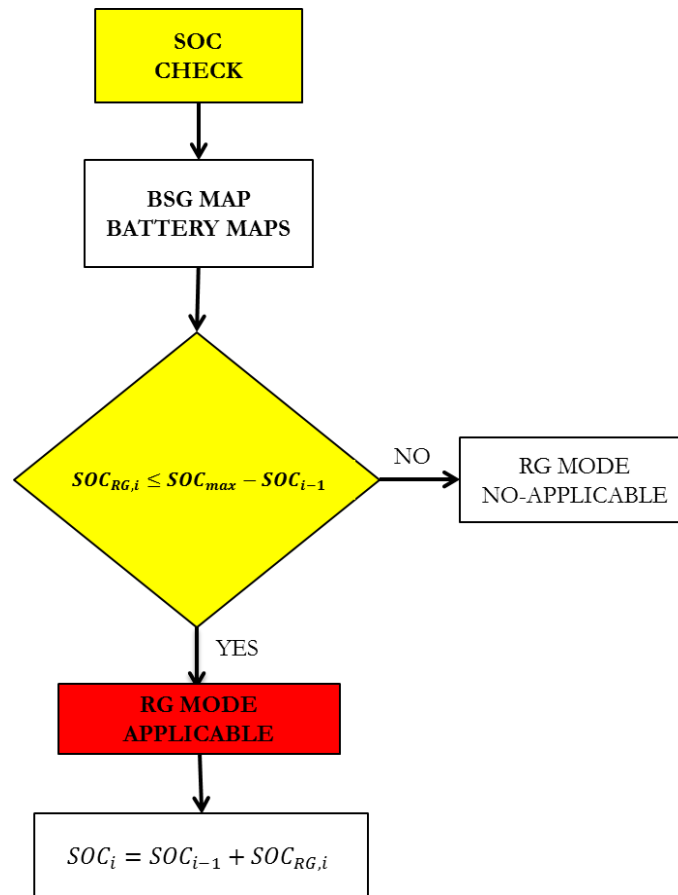 SOC
CHECK
BSG MAP
BATTERY MAPS
SOC_{RG,i} ≤ SOC_{max} − SOC_{i−1}
NO
RG MODE
NO-APPLICABLE
YES
RG MODE
APPLICABLE
SOC_i = SOC_{i−1} + SOC_{RG,i}